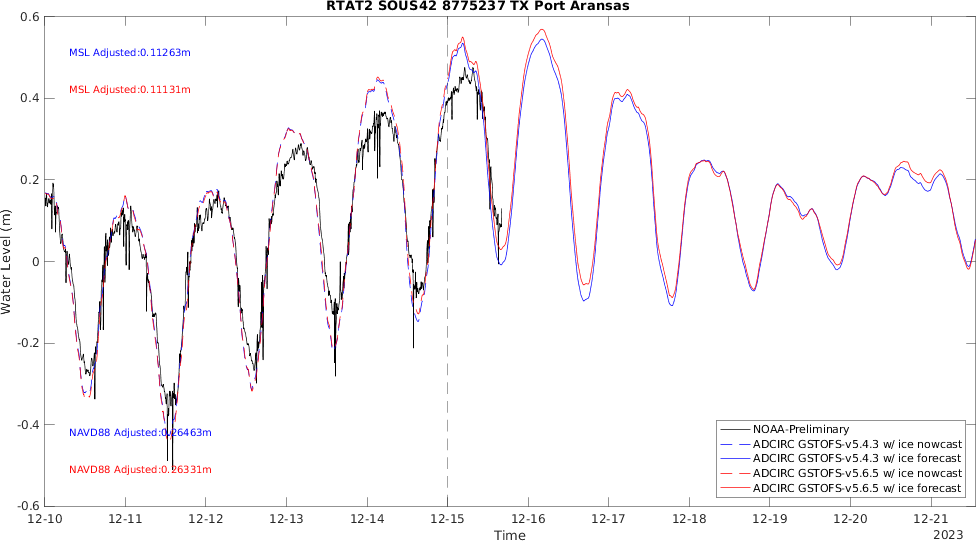 RTAT2 SOUS42 8775237 TX Port Aransas
0.6
0.4
0.2
0
-0.2
-0.4
-0.6
Water Level (m)
MSL Adjusted:0.11263m
MSL Adjusted:0.11131m
NAVD88 Adjusted:0.26463m
NAVD88 Adjusted:0.26331m
NOAA-Preliminary
ADCIRC GSTOFS-v5.4.3 w/ ice nowcast
ADCIRC GSTOFS-v5.4.3 w/ ice forecast
ADCIRC GSTOFS-v5.6.5 w/ ice nowcast
ADCIRC GSTOFS-v5.6.5 w/ ice forecast
12-10 12-11 12-12 12-13 12-14 12-15 12-16 12-17 12-18 12-19 12-20 12-21
Time
2023